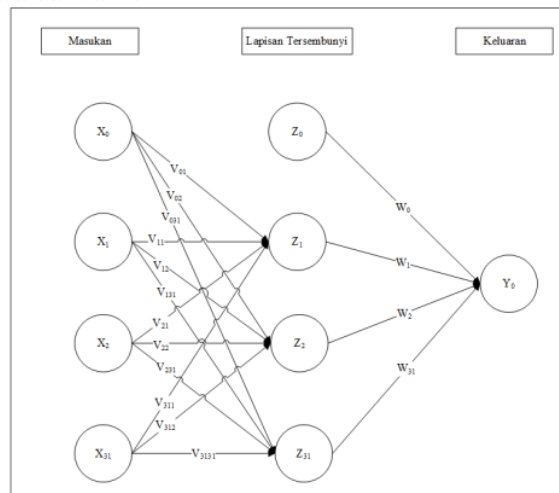 Masukan
Lapisan Tersembunyi
Keluaran
X₀
Z₀
V₀₁
V₀₂
V₀₃₁
W₀
X₁
V₁₁
V₁₂
V₁₃₁
Z₁
W₁
Y₀
X₂
V₂₁
V₂₂
V₂₃₁
Z₂
W₂
V₃₁₁
V₃₁₂
W₃₁
X₃₁
V₃₁₃₁
Z₃₁